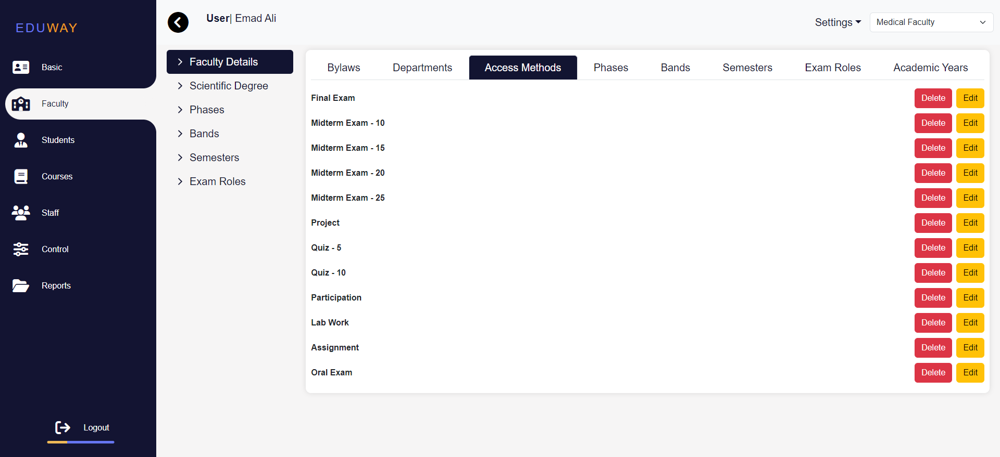 EDUWAY
Basic
Faculty
Students
Courses
Staff
Control
Reports
Logout
User| Emad Ali
Settings
Medical Faculty
Faculty Details
Scientific Degree
Phases
Bands
Semesters
Exam Roles
Bylaws Departments Access Methods Phases Bands Semesters Exam Roles Academic Years
Final Exam Delete Edit
Midterm Exam - 10 Delete Edit
Midterm Exam - 15 Delete Edit
Midterm Exam - 20 Delete Edit
Midterm Exam - 25 Delete Edit
Project Delete Edit
Quiz - 5 Delete Edit
Quiz - 10 Delete Edit
Participation Delete Edit
Lab Work Delete Edit
Assignment Delete Edit
Oral Exam Delete Edit